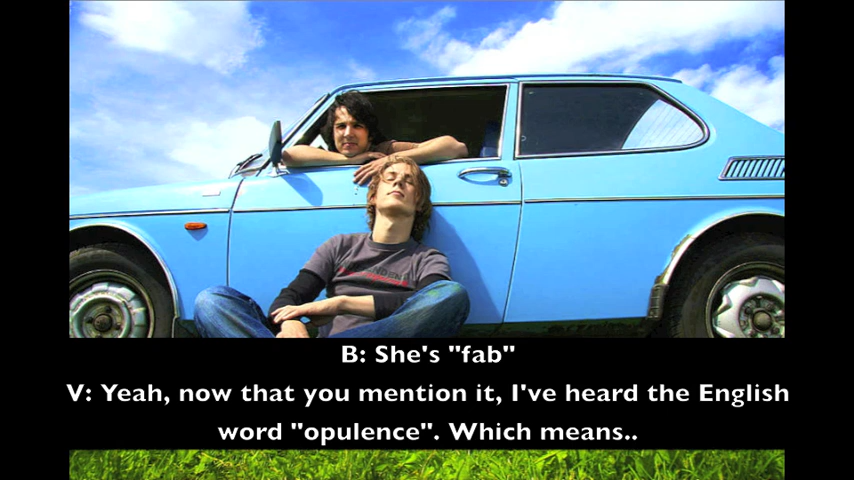 B: She's "fab"
V: Yeah, now that you mention it, I've heard the English
word "opulence". Which means..